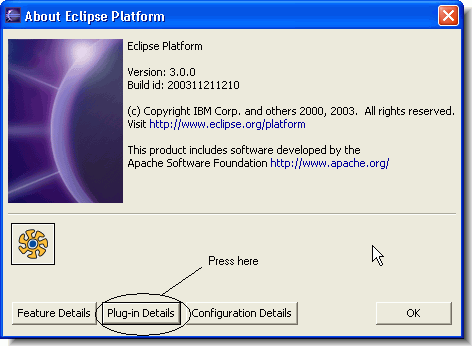 About Eclipse Platform
Eclipse Platform
Version: 3.0.0
Build id: 200311211210
(c) Copyright IBM Corp. and others 2000, 2003.  All rights reserved.
Visit http://www.eclipse.org/platform
This product includes software developed by the
Apache Software Foundation http://www.apache.org/
Press here
Feature Details Plug-in Details Configuration Details OK